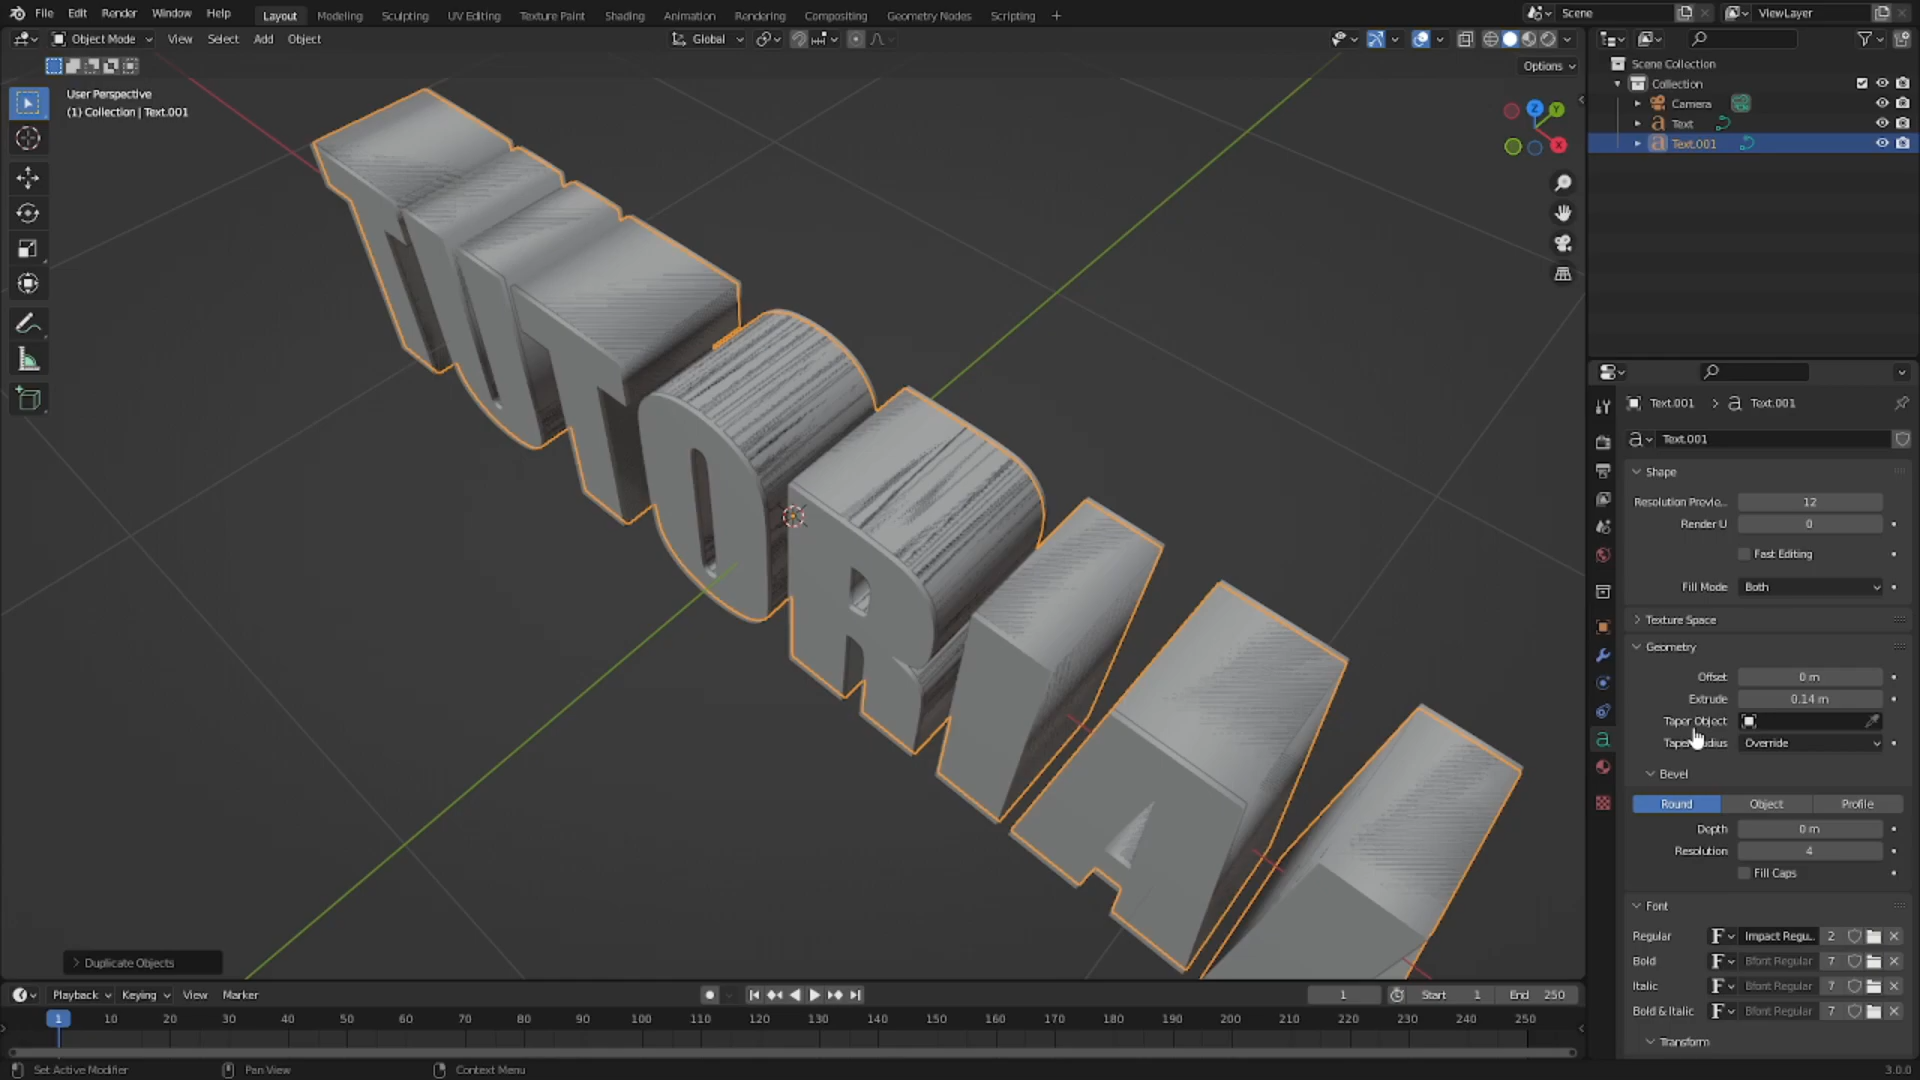 File Edit Render Window Help Layout Modeling Sculpting UV Editing Texture Paint Shading Animation Rendering Compositing Geometry Nodes Scripting + Scene ViewLayer
Object Mode View Select Add Object Global
Options
User Perspective
(1) Collection | Text.001
Z Y X
TUTORIA
Scene Collection
Collection
Camera
Text
Text.001
Text.001 > Text.001
Text.001
Shape
Resolution Previe... 12
Render U 0
Fast Editing
Fill Mode Both
Texture Space
Geometry
Offset 0 m
Extrude 0.14 m
Taper Object
Override
Bevel
Round Object Profile
Depth 0 m
Resolution 4
Fill Caps
Font
Regular Impact Regu... 2
Bold Bfont Regular 7
Italic Bfont Regular 7
Bold & Italic Bfont Regular 7
Transform
Duplicate Objects
Playback Keying View Marker 1 Start 1 End 250
1 10 20 30 40 50 60 70 80 90 100 110 120 130 140 150 160 170 180 190 200 210 220 230 240 250
Set Active Modifier Pan View Context Menu 3.0.0